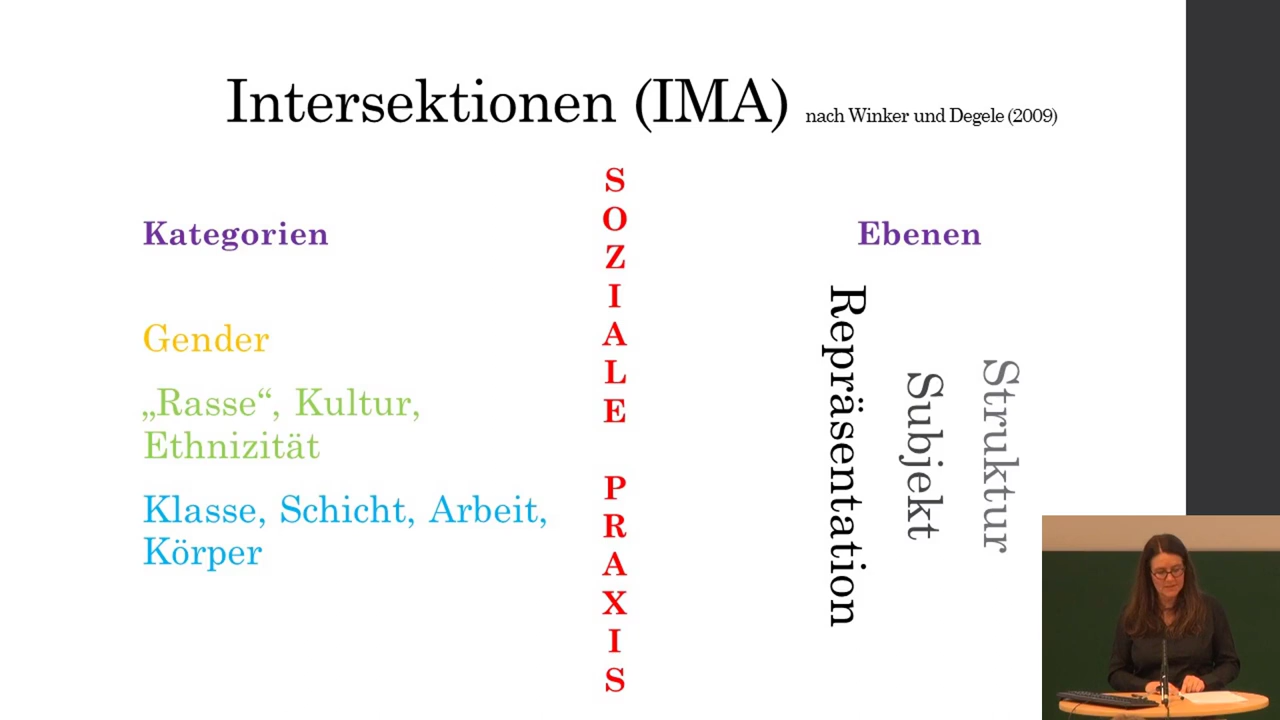 Intersektionen (IMA) nach Winker und Degele (2009)
Kategorien
Gender
„Rasse“, Kultur,
Ethnizität
Klasse, Schicht, Arbeit,
Körper
SOZIALE PRAXIS
Ebenen
Repräsentation
Subjekt
Struktur